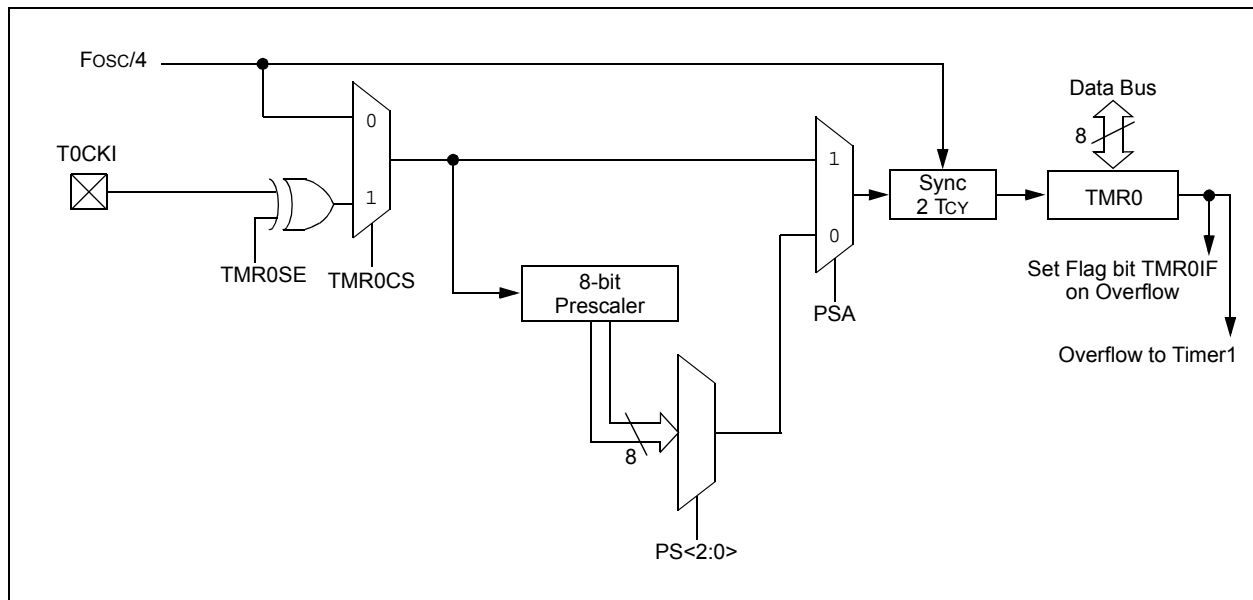 FOSC/4
Data Bus
8
T0CKI
0
1
1
0
Sync
2 TCY
TMR0
TMR0SE
TMR0CS
8-bit
Prescaler
PSA
Set Flag bit TMR0IF
on Overflow
Overflow to Timer1
8
PS<2:0>